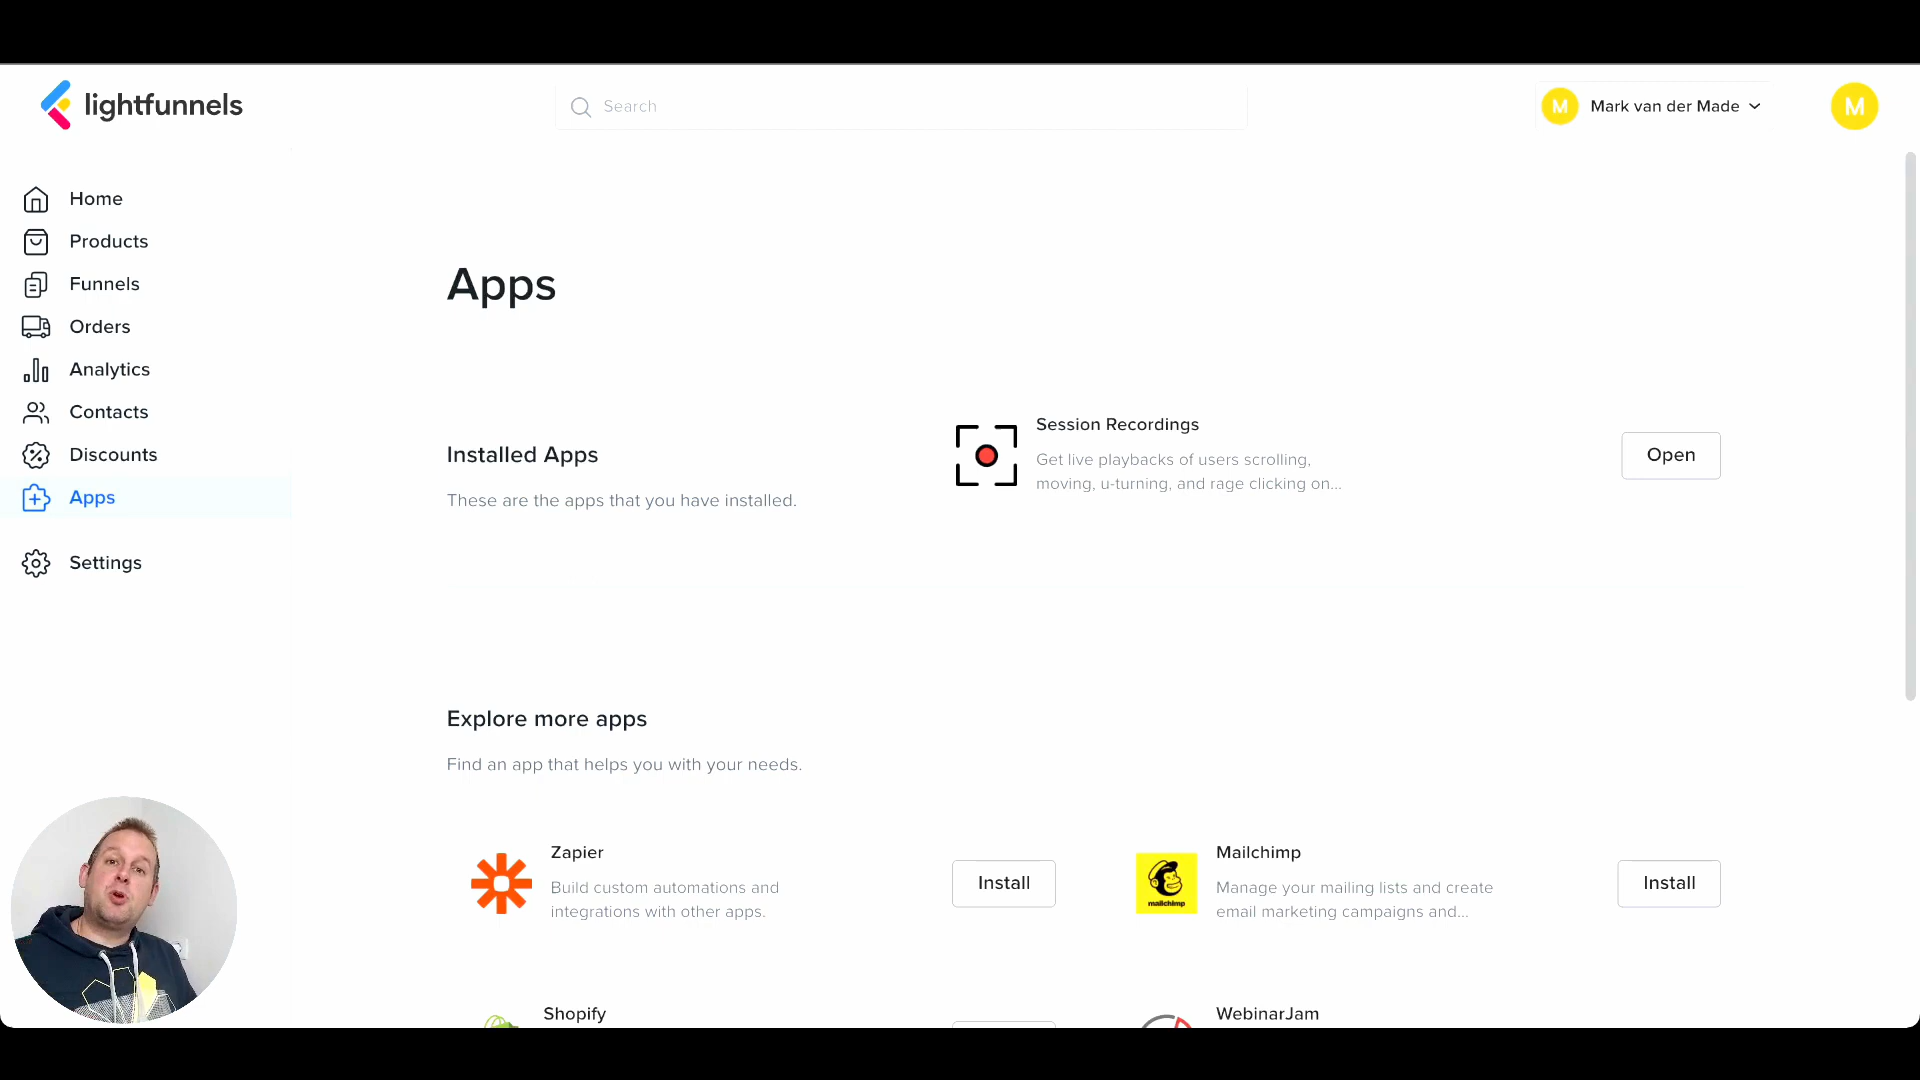 lightfunnels
Search
M
Mark van der Made
M
Home
Products
Funnels
Orders
Analytics
Contacts
Discounts
Apps
Settings
Apps
Installed Apps
These are the apps that you have installed.
Session Recordings
Get live playbacks of users scrolling,
moving, u-turning, and rage clicking on...
Open
Explore more apps
Find an app that helps you with your needs.
Zapier
Build custom automations and
integrations with other apps.
Install
mailchimp
Mailchimp
Manage your mailing lists and create
email marketing campaigns and...
Install
Shopify
WebinarJam